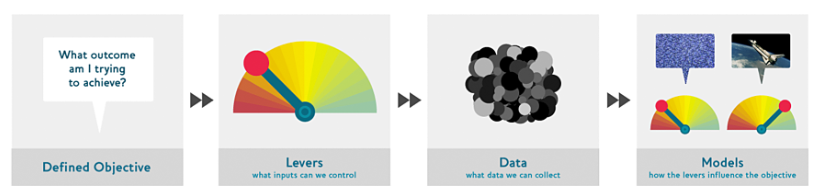 What outcome
am I trying
to achieve?
Defined Objective
Levers
what inputs can we control
Data
what data we can collect
Models
how the levers influence the objective